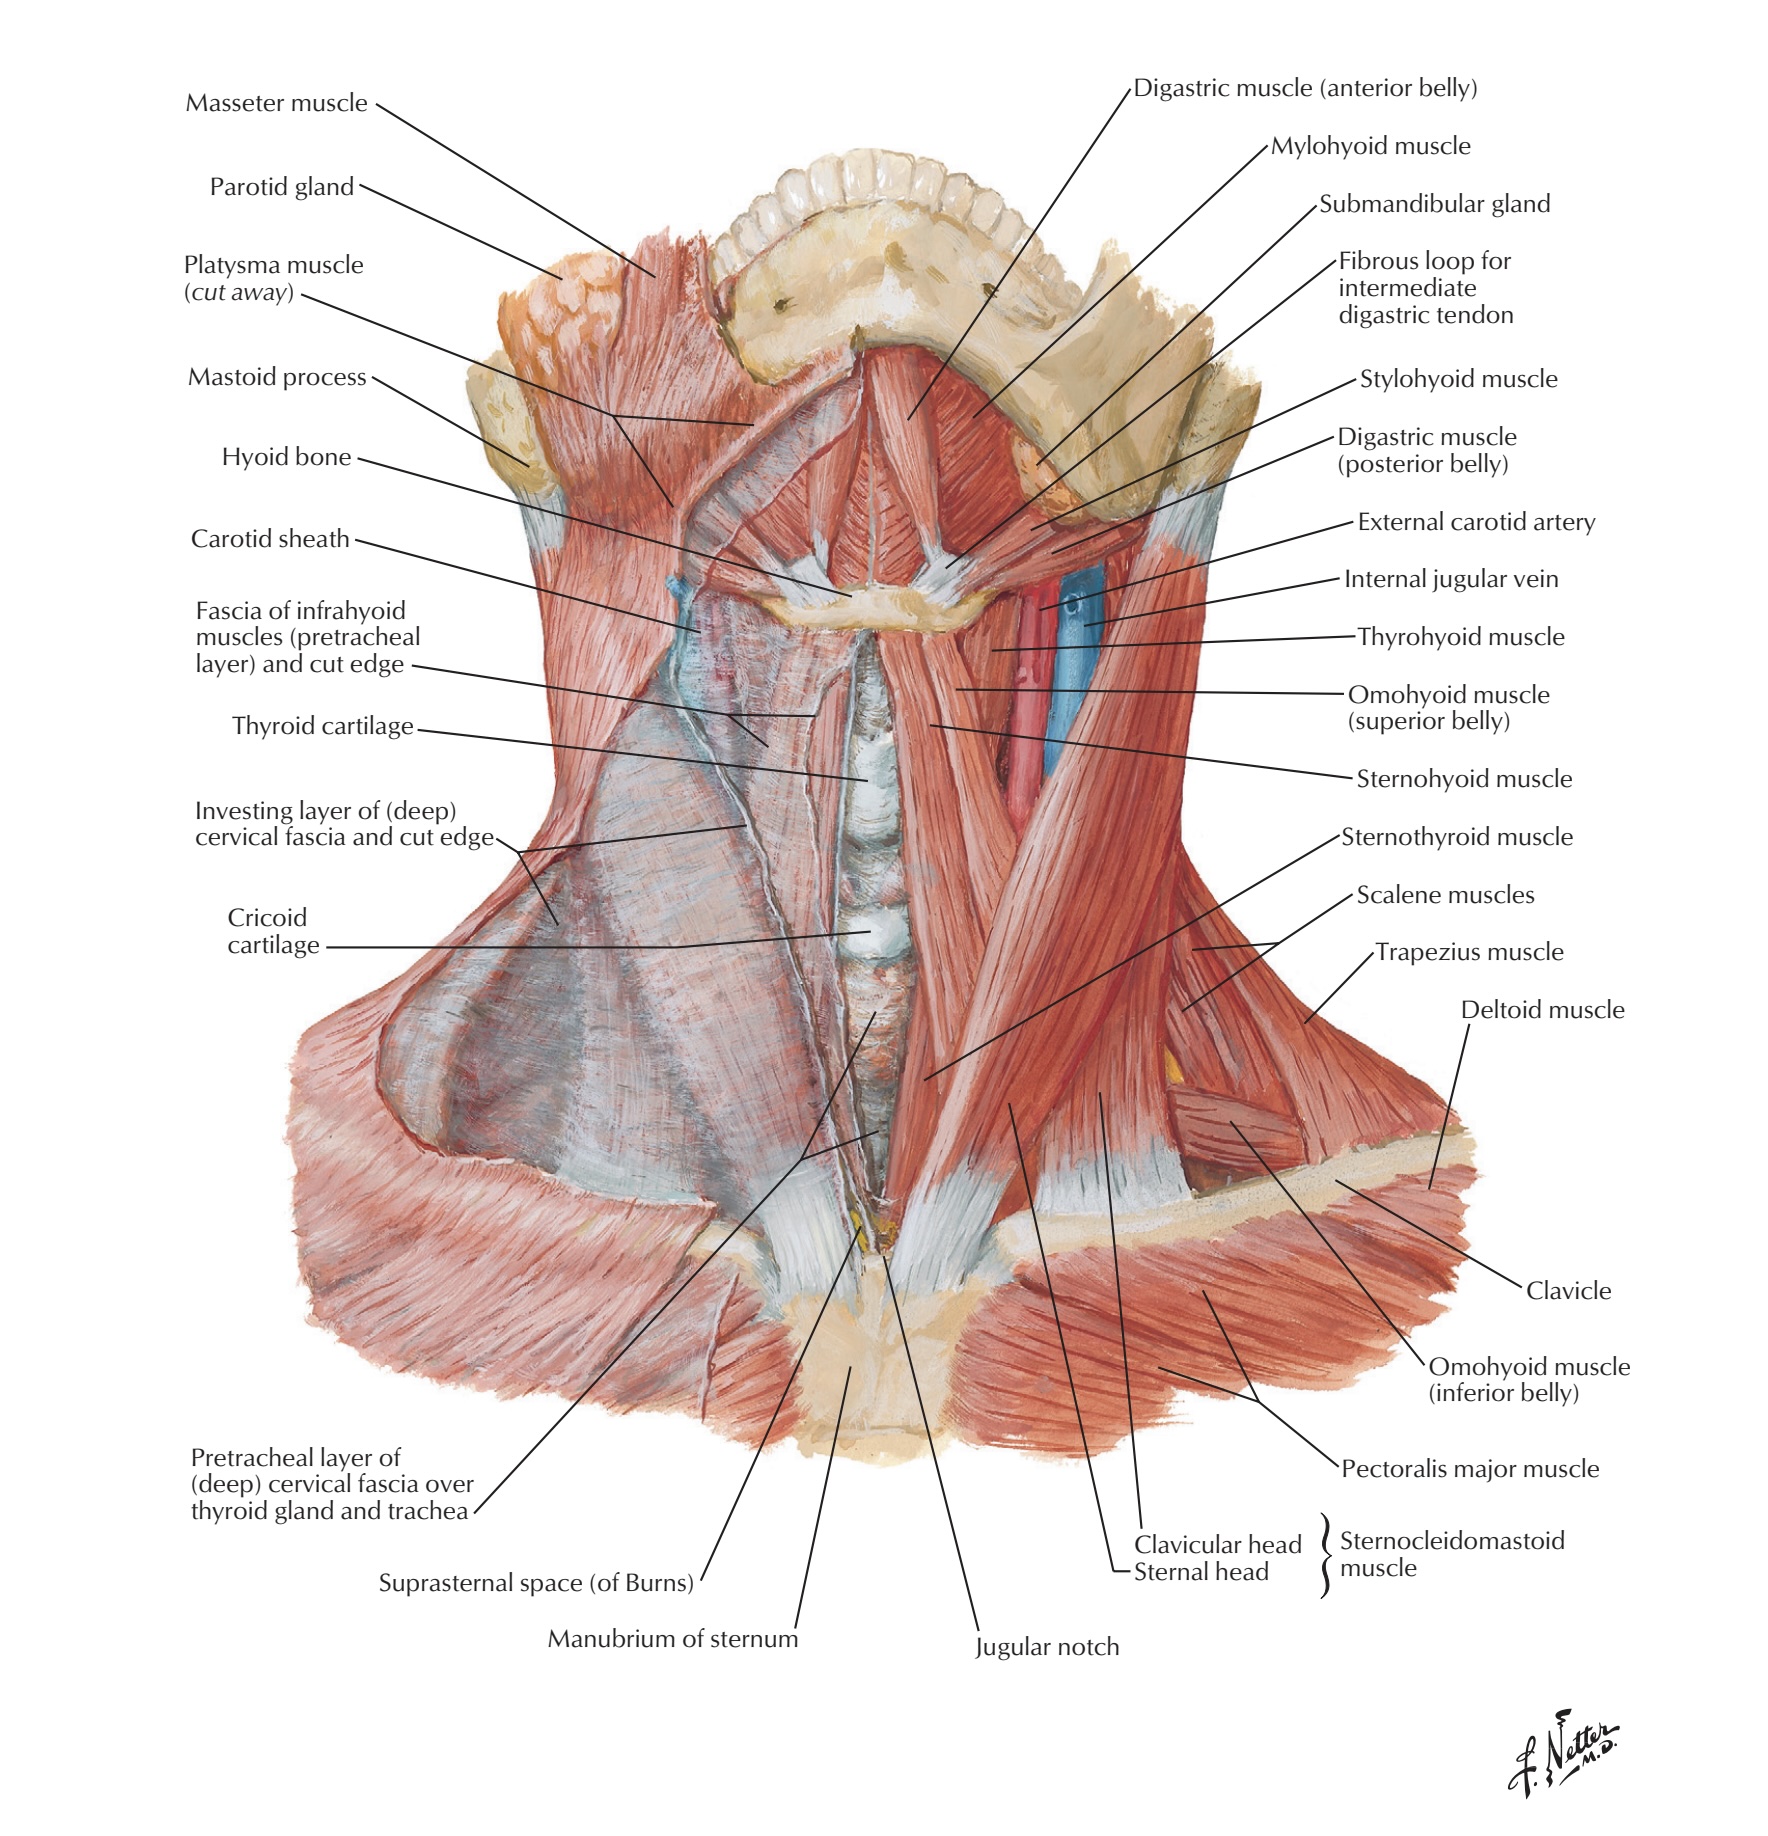 Masseter muscle
Parotid gland
Platysma muscle
(cut away)
Mastoid process
Hyoid bone
Carotid sheath
Fascia of infrahyoid
muscles (pretracheal
layer) and cut edge
Thyroid cartilage
Investing layer of (deep)
cervical fascia and cut edge
Cricoid
cartilage
Pretracheal layer of
(deep) cervical fascia over
thyroid gland and trachea
Suprasternal space (of Burns)
Manubrium of sternum
Jugular notch
Digastric muscle (anterior belly)
Mylohyoid muscle
Submandibular gland
Fibrous loop for
intermediate
digastric tendon
Stylohyoid muscle
Digastric muscle
(posterior belly)
External carotid artery
Internal jugular vein
Thyrohyoid muscle
Omohyoid muscle
(superior belly)
Sternohyoid muscle
Sternothyroid muscle
Scalene muscles
Trapezius muscle
Deltoid muscle
Clavicle
Omohyoid muscle
(inferior belly)
Pectoralis major muscle
Clavicular head
Sternal head
Sternocleidomastoid
muscle
F. Netter
M.D.